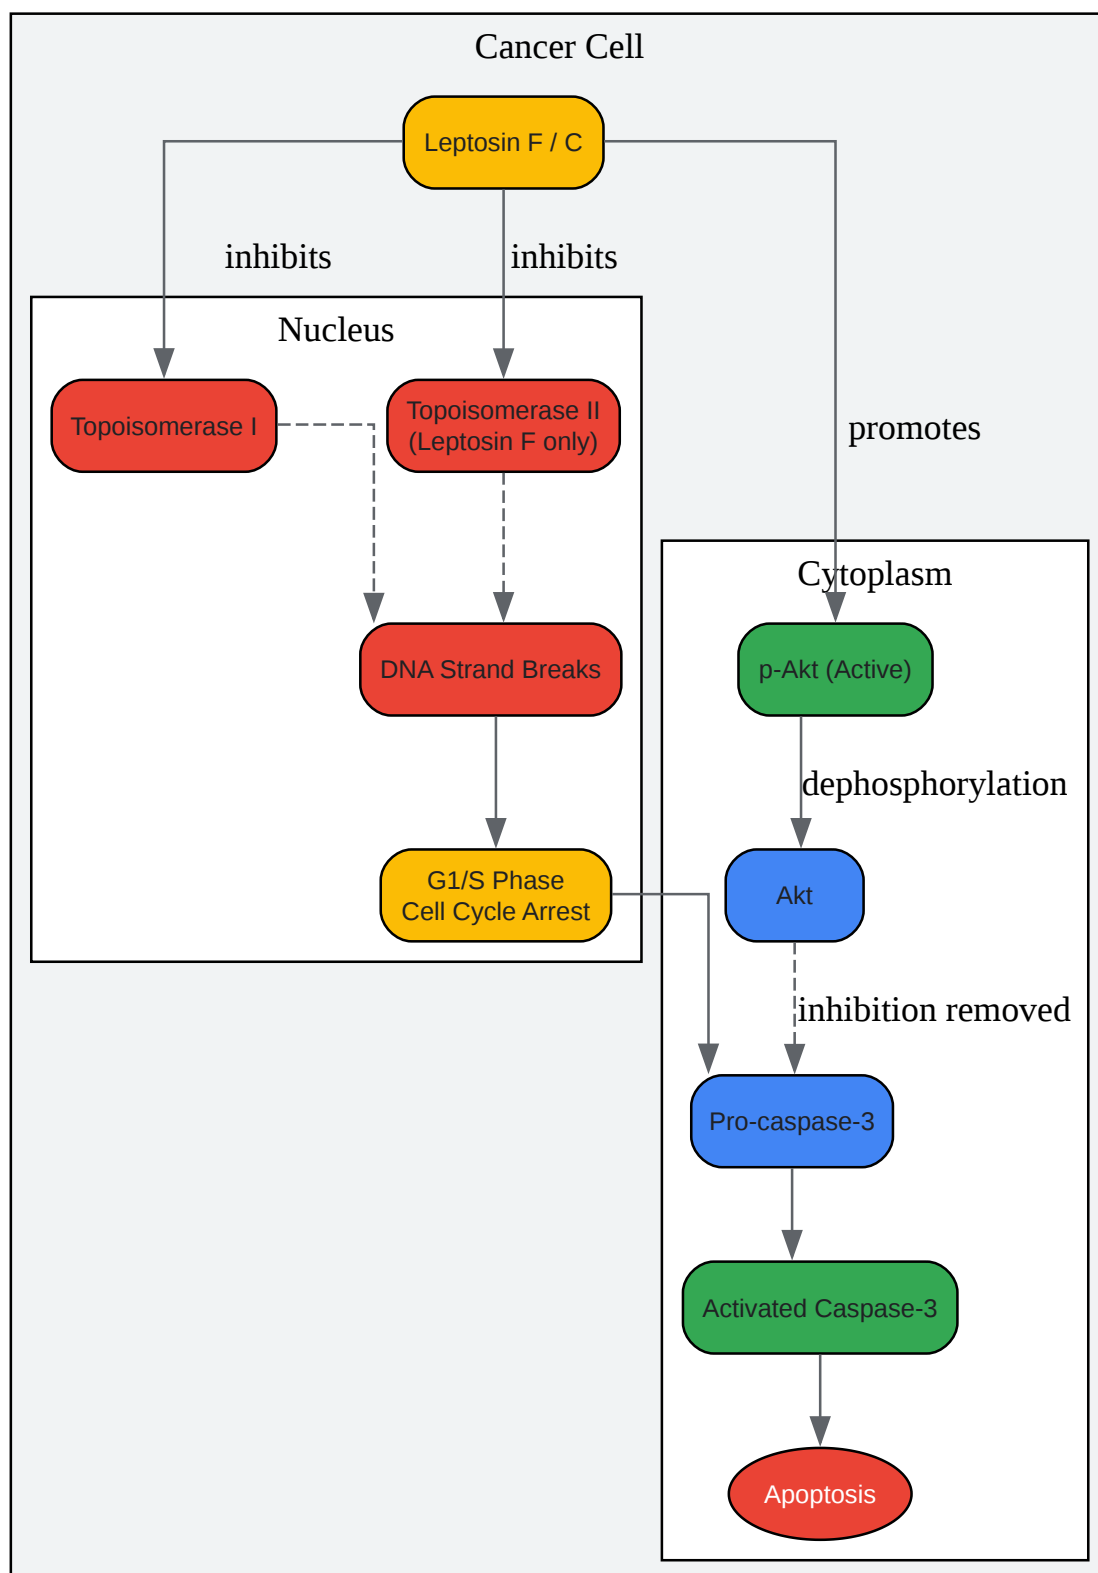 Cancer Cell
Leptosin F / C
inhibits
inhibits
Nucleus
Topoisomerase I
Topoisomerase II
(Leptosin F only)
promotes
Cytoplasm
DNA Strand Breaks
p-Akt (Active)
dephosphorylation
G1/S Phase
Cell Cycle Arrest
Akt
inhibition removed
Pro-caspase-3
Activated Caspase-3
Apoptosis